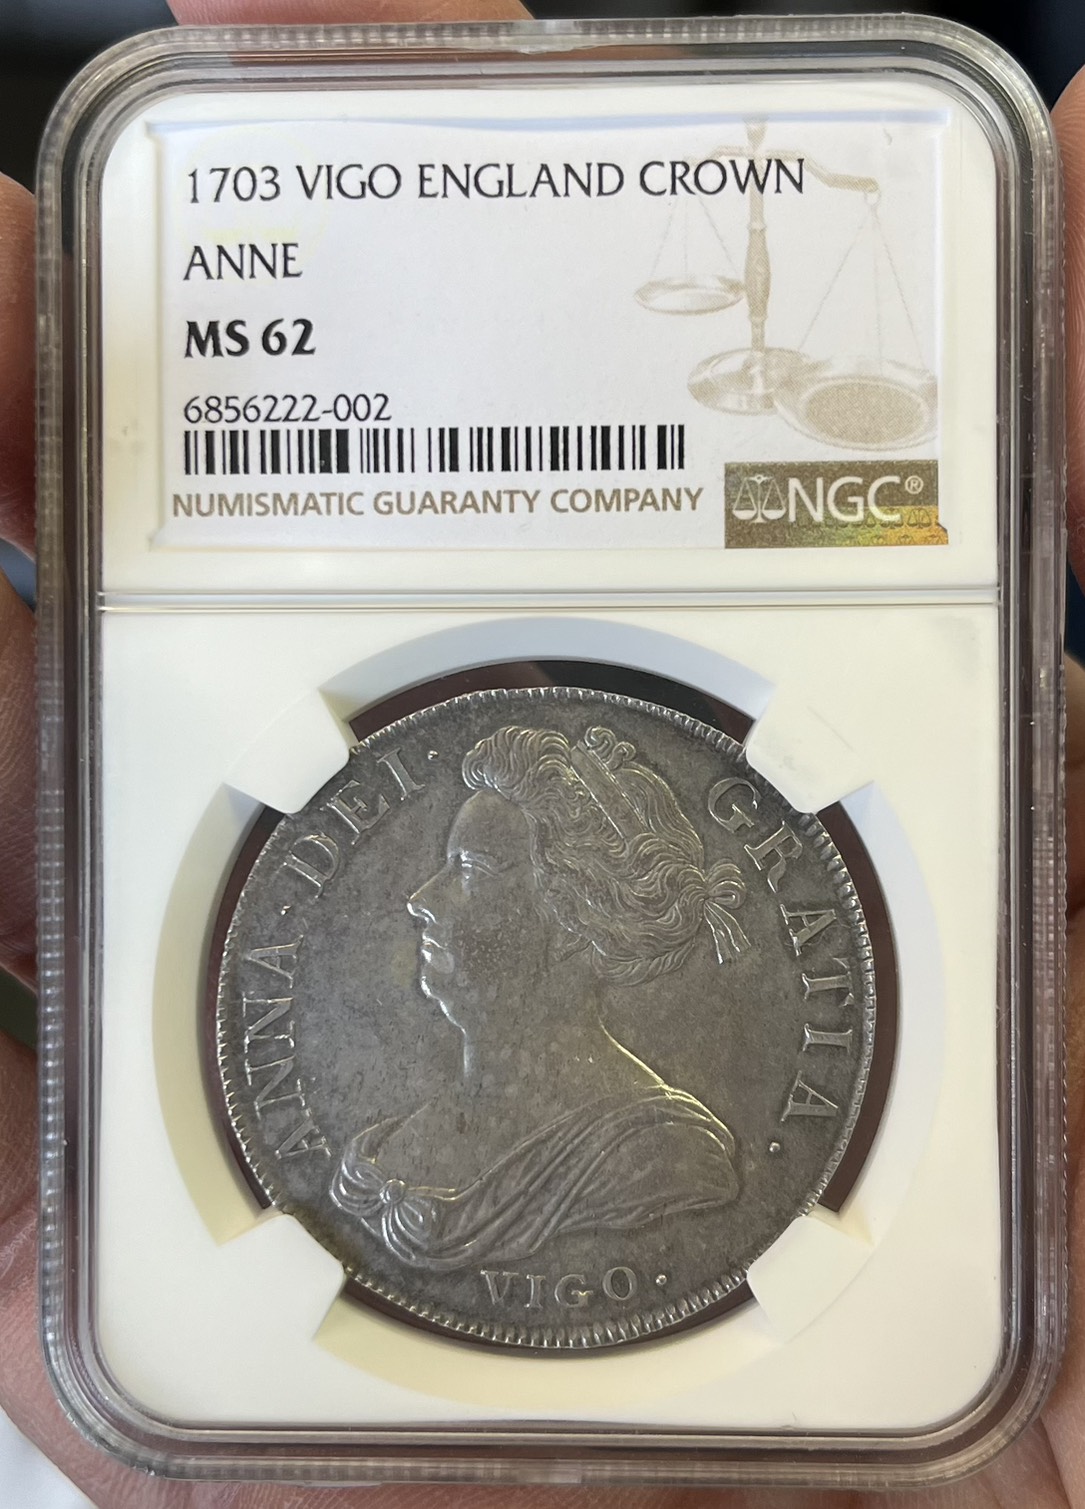 1703 VIGO ENGLAND CROWN
ANNE
MS 62
6856222-002
NUMISMATIC GUARANTY COMPANY
NGC®
ANNA · DEI · GRATIA ·
VIGO ·